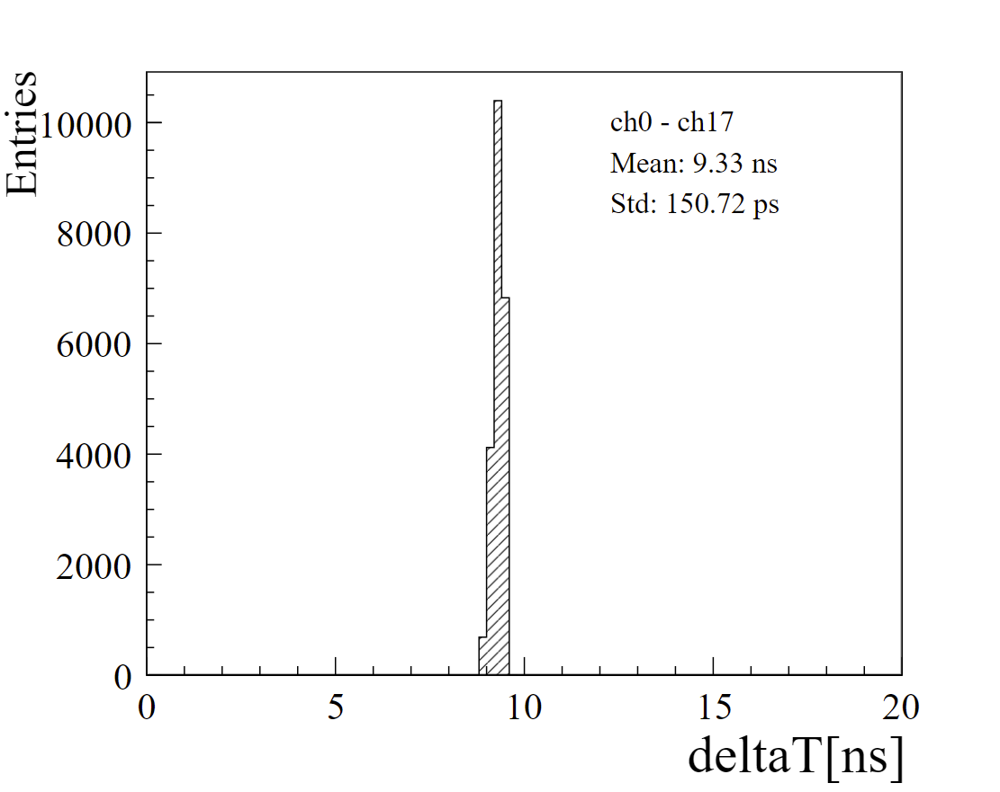 Entries
10000
8000
6000
4000
2000
0
ch0 - ch17
Mean: 9.33 ns
Std: 150.72 ps
0 5 10 15 20
deltaT[ns]